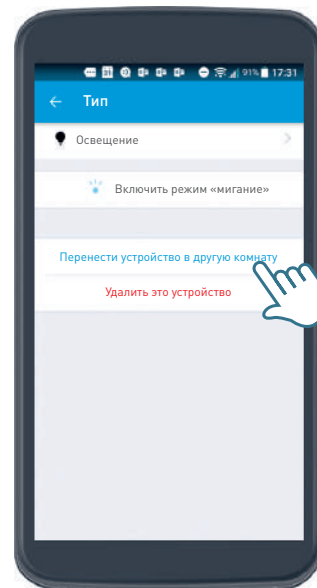 91% 17:31
Тип
Освещение
Включить режим «мигание»
Перенести устройство в другую комнату
Удалить это устройство